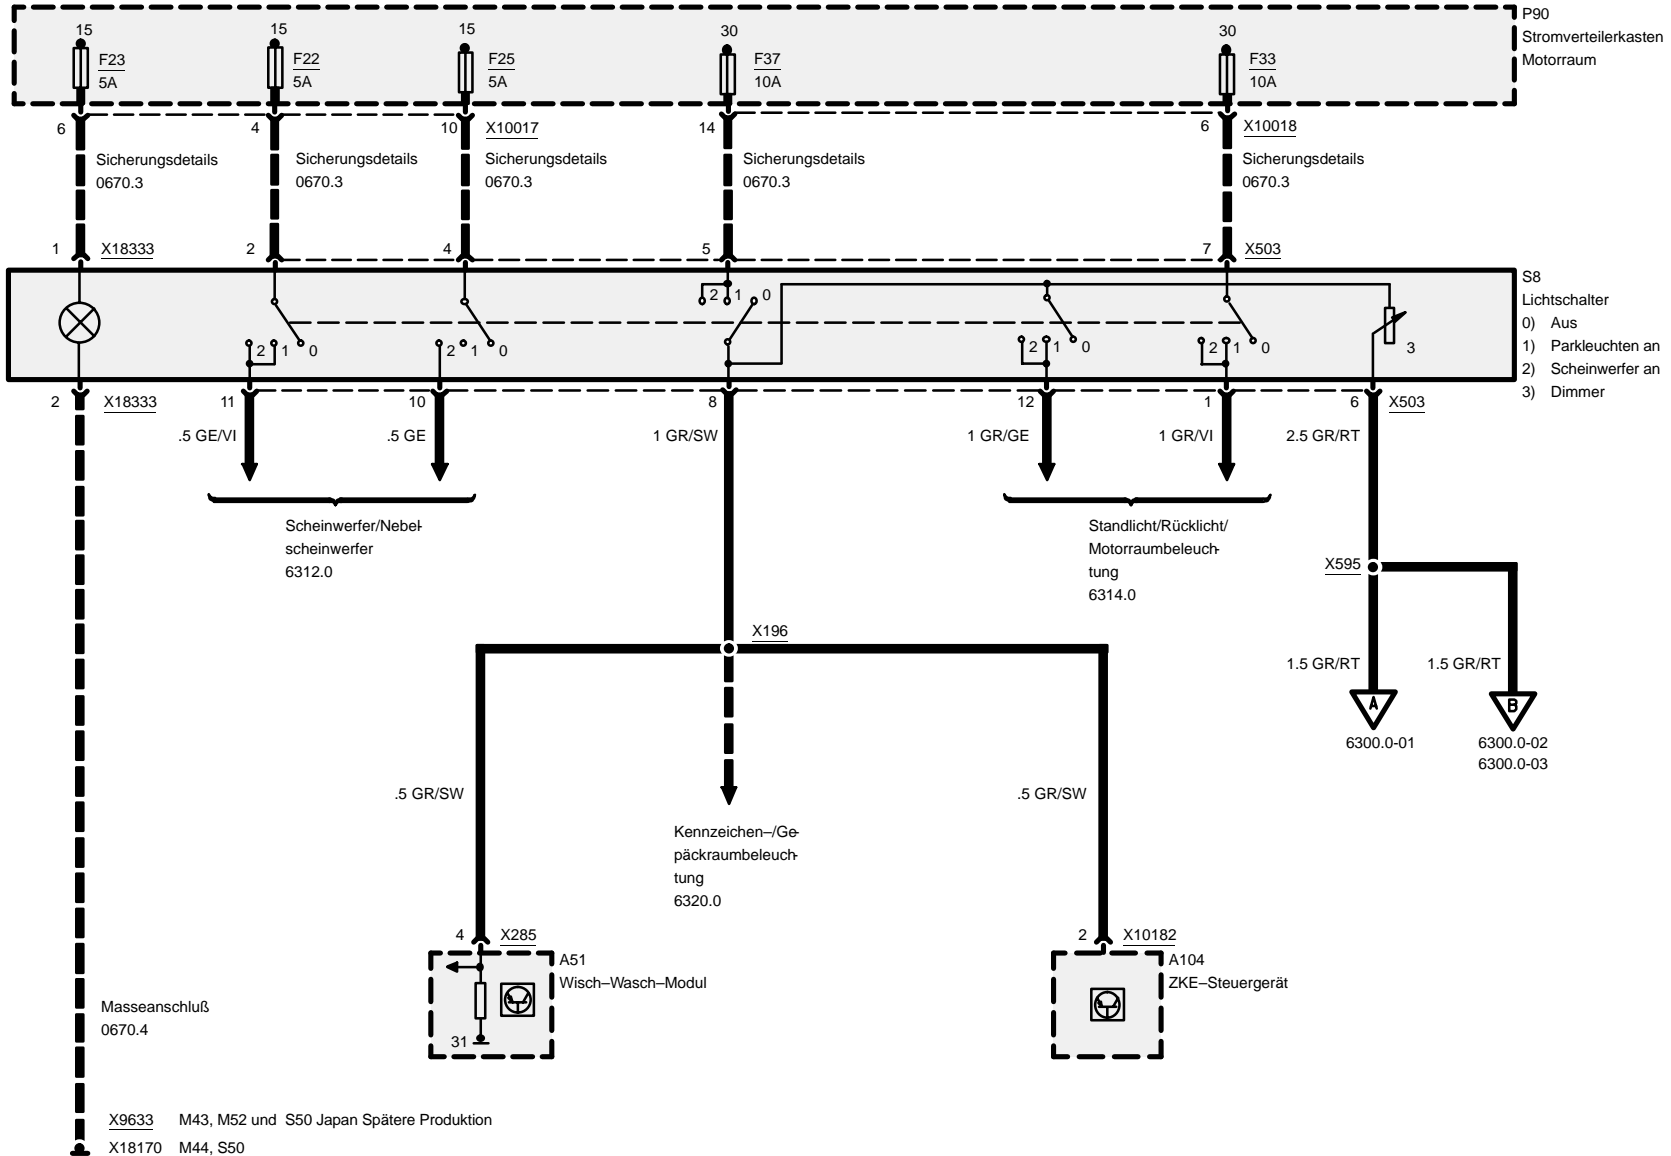 P90
Stromverteilerkasten
Motorraum
15
15
15
30
30
F23
5A
F22
5A
F25
5A
F37
10A
F33
10A
6
4
10
X10017
14
6
X10018
Sicherungsdetails
0670.3
Sicherungsdetails
0670.3
Sicherungsdetails
0670.3
Sicherungsdetails
0670.3
Sicherungsdetails
0670.3
1
X18333
2
4
5
7
X503
S8
Lichtschalter
0) Aus
1) Parkleuchten an
2) Scheinwerfer an
3) Dimmer
2 1 0
2 1 0
2 1 0
2 1 0
2 1 0
3
2
X18333
11
10
8
12
1
6
X503
.5 GE/VI
.5 GE
1 GR/SW
1 GR/GE
1 GR/VI
2.5 GR/RT
Scheinwerfer/Nebel-
scheinwerfer
6312.0
Standlicht/Rücklicht/
Motorraumbeleuch-
tung
6314.0
X595
X196
1.5 GR/RT
1.5 GR/RT
A
B
6300.0-01
6300.0-02
6300.0-03
.5 GR/SW
.5 GR/SW
Kennzeichen–/Ge-
päckraumbeleuch-
tung
6320.0
4
X285
2
X10182
A51
Wisch–Wasch–Modul
A104
ZKE–Steuergerät
31
Masseanschluß
0670.4
X9633 M43, M52 und S50 Japan Spätere Produktion
X18170 M44, S50